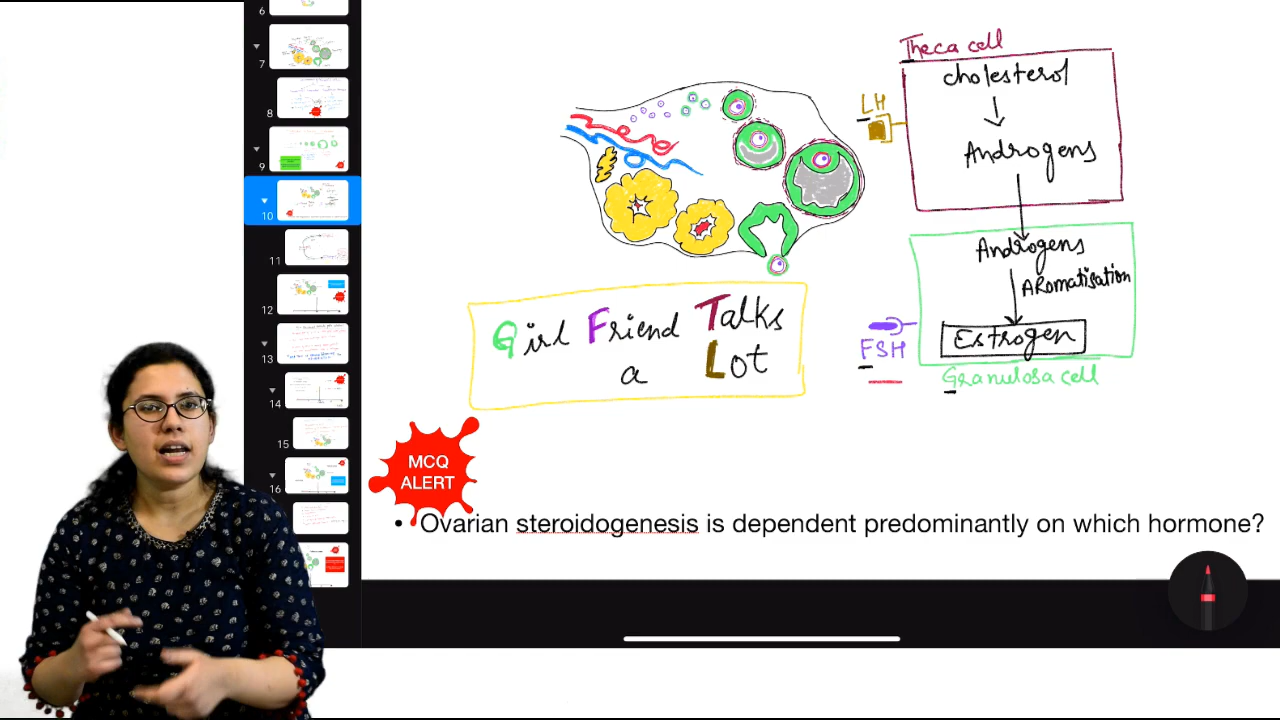 6
7
8
9
10
11
12
13
14
15
16
Theca cell
cholesterol
LH
Androgens
Androgens
ARomatisation
Estrogen
FSH
Granulosa cell
Girl Friend Talks
a Lot
MCQ
ALERT
• Ovarian steroidogenesis is dependent predominantly on which hormone?